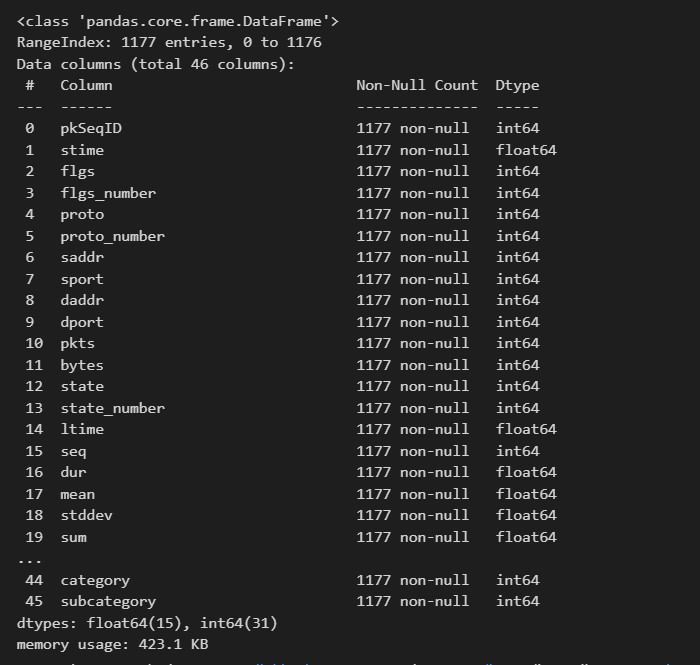 <class 'pandas.core.frame.DataFrame'>
RangeIndex: 1177 entries, 0 to 1176
Data columns (total 46 columns):
 #   Column                            Non-Null Count  Dtype
---  ------                            --------------  -----
 0   pkSeqID                           1177 non-null   int64
 1   stime                             1177 non-null   float64
 2   flgs                              1177 non-null   int64
 3   flgs_number                       1177 non-null   int64
 4   proto                             1177 non-null   int64
 5   proto_number                      1177 non-null   int64
 6   saddr                             1177 non-null   int64
 7   sport                             1177 non-null   int64
 8   daddr                             1177 non-null   int64
 9   dport                             1177 non-null   int64
 10  pkts                              1177 non-null   int64
 11  bytes                             1177 non-null   int64
 12  state                             1177 non-null   int64
 13  state_number                      1177 non-null   int64
 14  ltime                             1177 non-null   float64
 15  seq                               1177 non-null   int64
 16  dur                               1177 non-null   float64
 17  mean                              1177 non-null   float64
 18  stddev                            1177 non-null   float64
 19  sum                               1177 non-null   float64
...
 44  category                          1177 non-null   int64
 45  subcategory                       1177 non-null   int64
dtypes: float64(15), int64(31)
memory usage: 423.1 KB